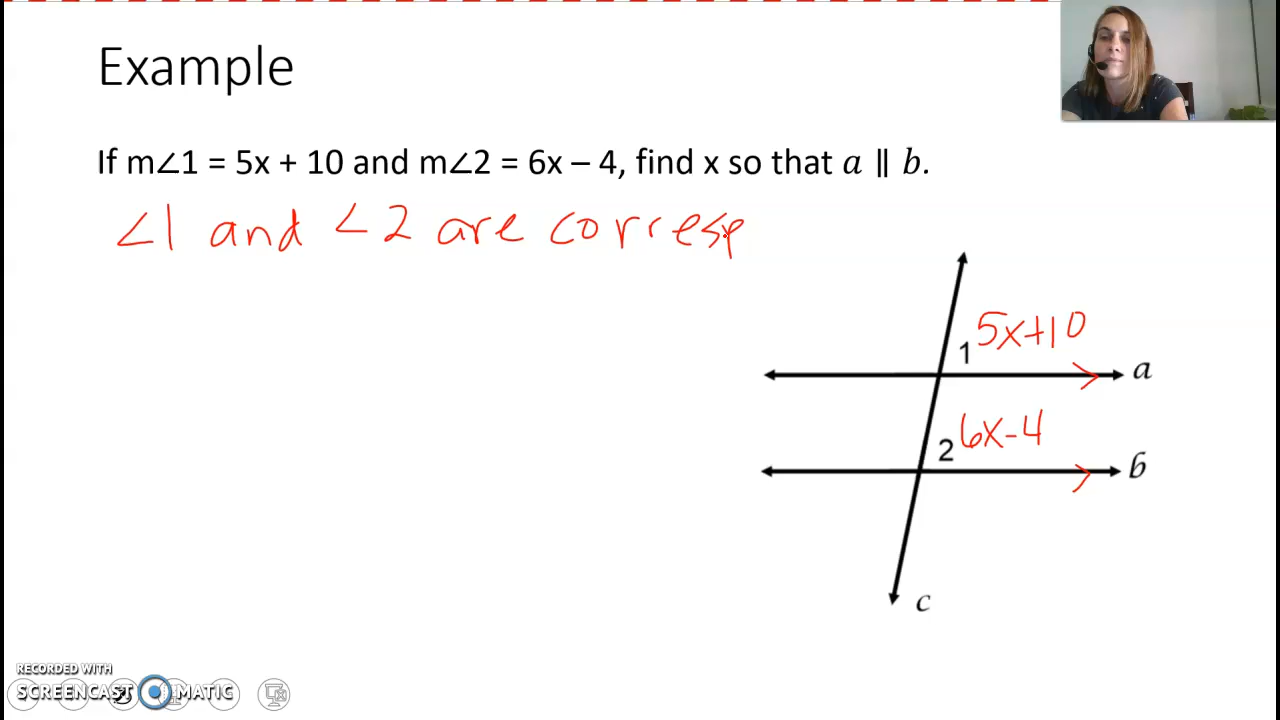 Example
If m∠1 = 5x + 10 and m∠2 = 6x – 4, find x so that a ∥ b.
∠1 and ∠2 are corresp
1 5x+10
a
2 6x-4
b
c
RECORDED WITH
SCREENCAST MATIC